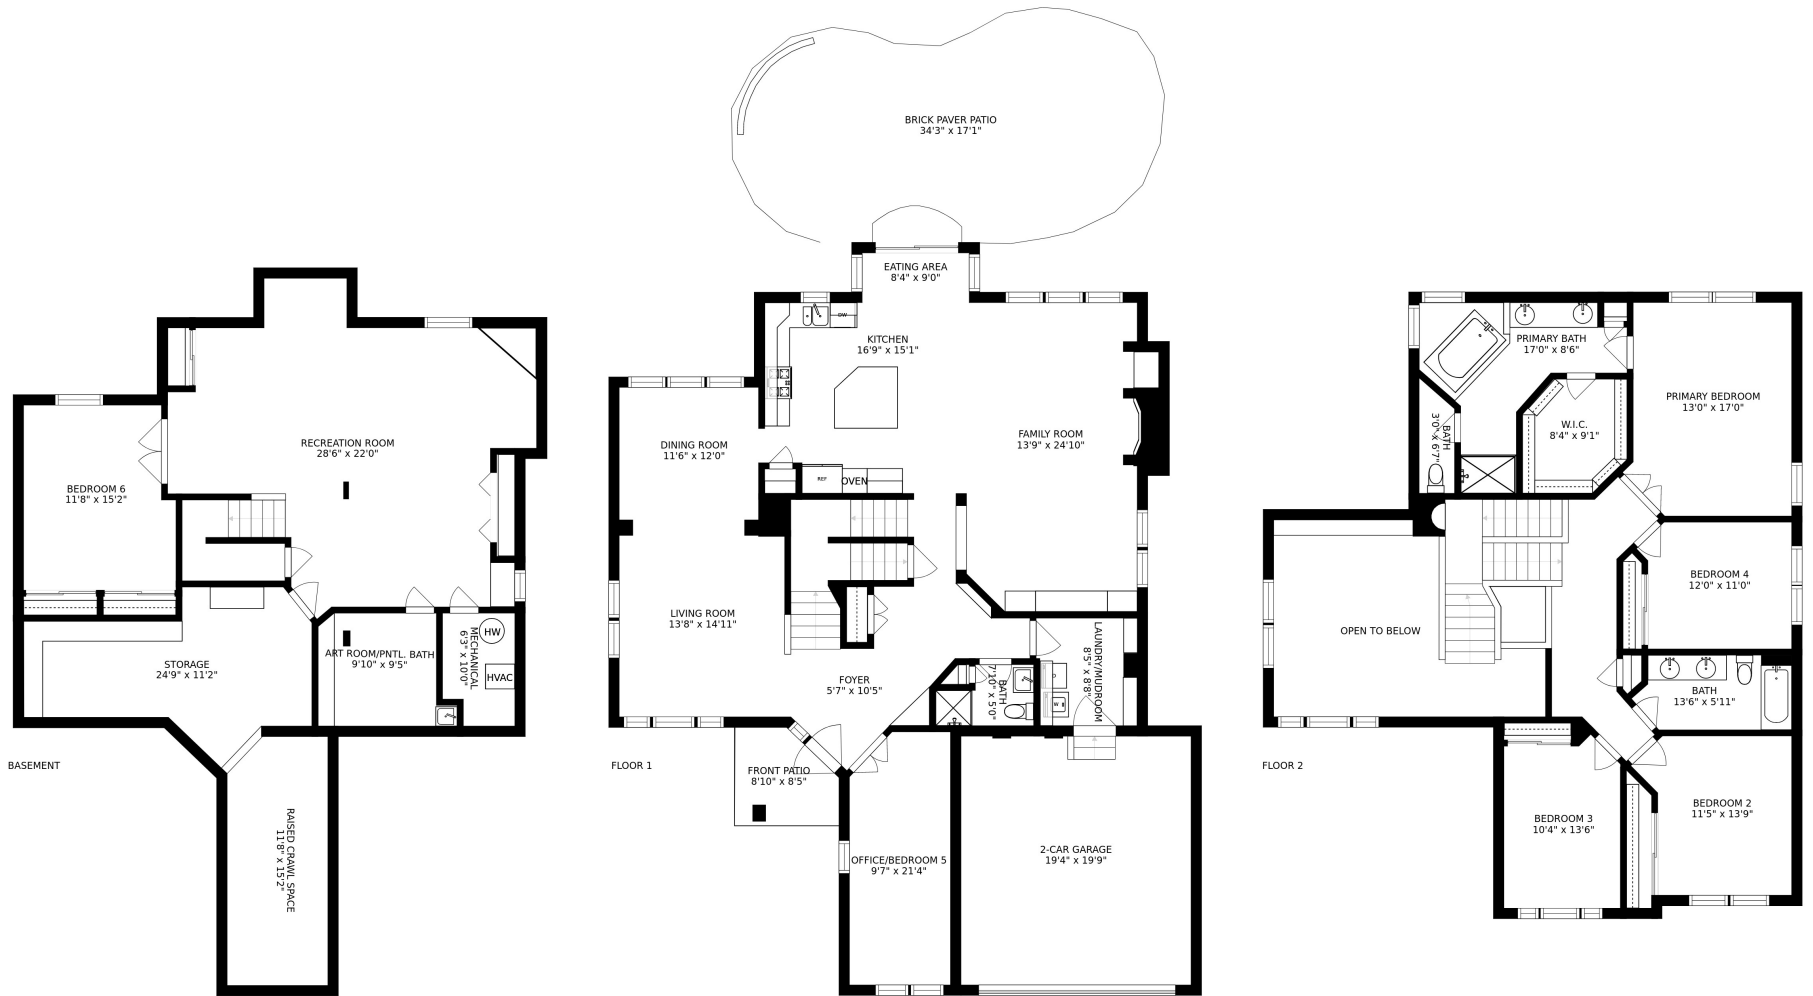 BRICK PAVER PATIO
34'3" x 17'1"
EATING AREA
8'4" x 9'0"
DW
KITCHEN
16'9" x 15'1"
DINING ROOM
11'6" x 12'0"
FAMILY ROOM
13'9" x 24'10"
REF
OVEN
LIVING ROOM
13'8" x 14'11"
FOYER
5'7" x 10'5"
BATH
7'10" x 5'0"
LAUNDRY/MUDROOM
8'5" x 8'8"
W
FRONT PATIO
8'10" x 8'5"
OFFICE/BEDROOM 5
9'7" x 21'4"
2-CAR GARAGE
19'4" x 19'9"
FLOOR 1
RECREATION ROOM
28'6" x 22'0"
BEDROOM 6
11'8" x 15'2"
STORAGE
24'9" x 11'2"
ART ROOM/PNTL. BATH
9'10" x 9'5"
MECHANICAL
6'3" x 10'0"
HW
HVAC
RAISED CRAWL SPACE
11'8" x 15'2"
BASEMENT
PRIMARY BATH
17'0" x 8'6"
PRIMARY BEDROOM
13'0" x 17'0"
W.I.C.
8'4" x 9'1"
BATH
3'0" x 6'7"
BEDROOM 4
12'0" x 11'0"
OPEN TO BELOW
BATH
13'6" x 5'11"
BEDROOM 3
10'4" x 13'6"
BEDROOM 2
11'5" x 13'9"
FLOOR 2